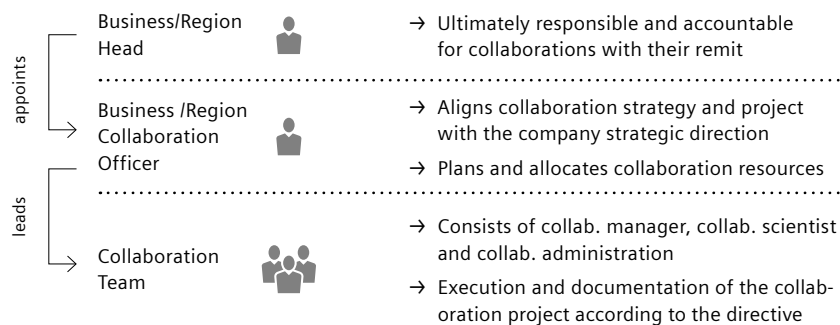 appoints
Business/Region
Head
→ Ultimately responsible and accountable
for collaborations with their remit
Business /Region
Collaboration
Officer
→ Aligns collaboration strategy and project
with the company strategic direction
→ Plans and allocates collaboration resources
leads
Collaboration
Team
→ Consists of collab. manager, collab. scientist
and collab. administration
→ Execution and documentation of the collab-
oration project according to the directive